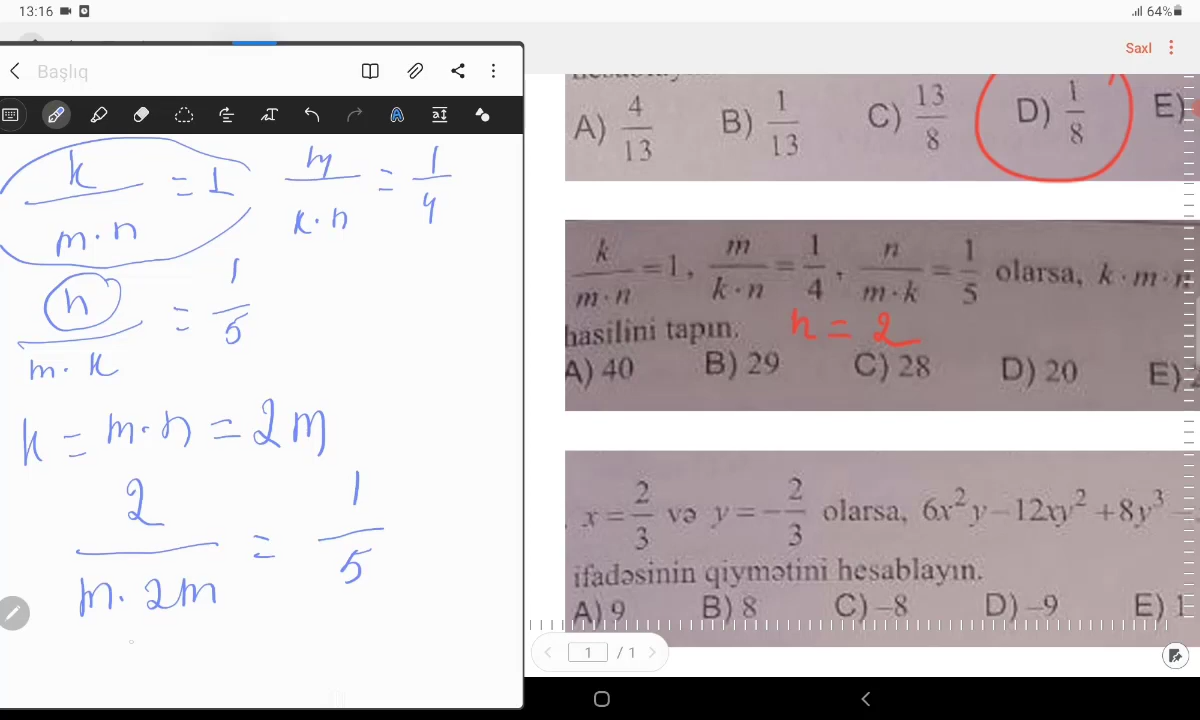 13:16
64%
Başlıq
k/(m·n) = 1 m/(k·n) = 1/4
n/(m·k) = 1/5
k = m·n = 2m
2/(m·2m) = 1/5
Saxl
A) 4/13 B) 1/13 C) 13/8 D) 1/8 E)
k/(m·n) = 1, m/(k·n) = 1/4, n/(m·k) = 1/5 olarsa, k·m·n
hasilini tapın. n = 2
A) 40 B) 29 C) 28 D) 20 E)
x = 2/3 və y = −2/3 olarsa, 6x²y−12xy²+8y³ −
ifadəsinin qiymətini hesablayın.
A) 9 B) 8 C) −8 D) −9 E) 1
1 / 1